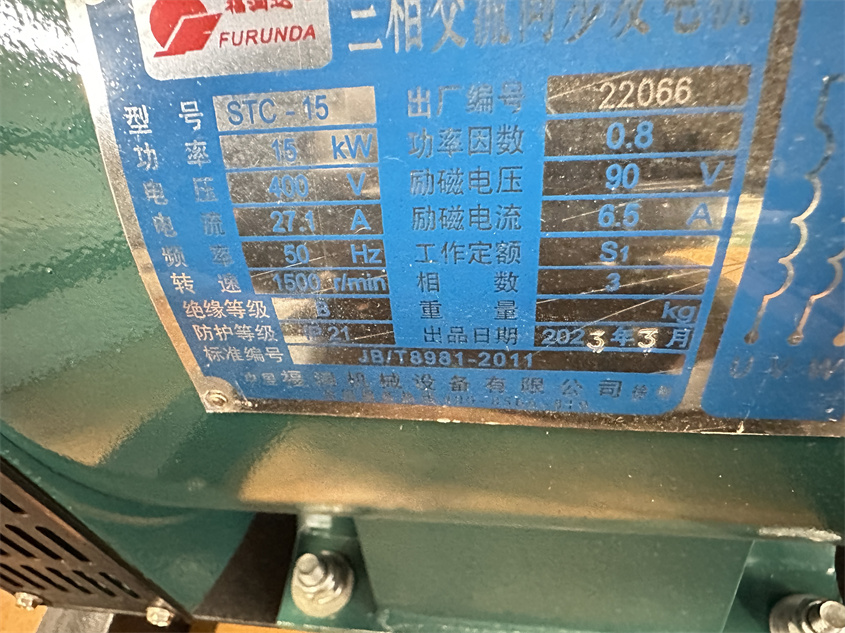 FURUNDA
三相交流同步发电机
型号 STC-15 出厂编号 22066
功率 15 kW 功率因数 0.8
电压 400 V 励磁电压 90 V
电流 27.1 A 励磁电流 6.5 A
频率 50 Hz 工作定额 S1
转速 1500 r/min 相数 3
绝缘等级 B 重量 kg
防护等级 IP21 出品日期 2023年3月
标准编号 JB/T8981-2011
机械设备有限公司